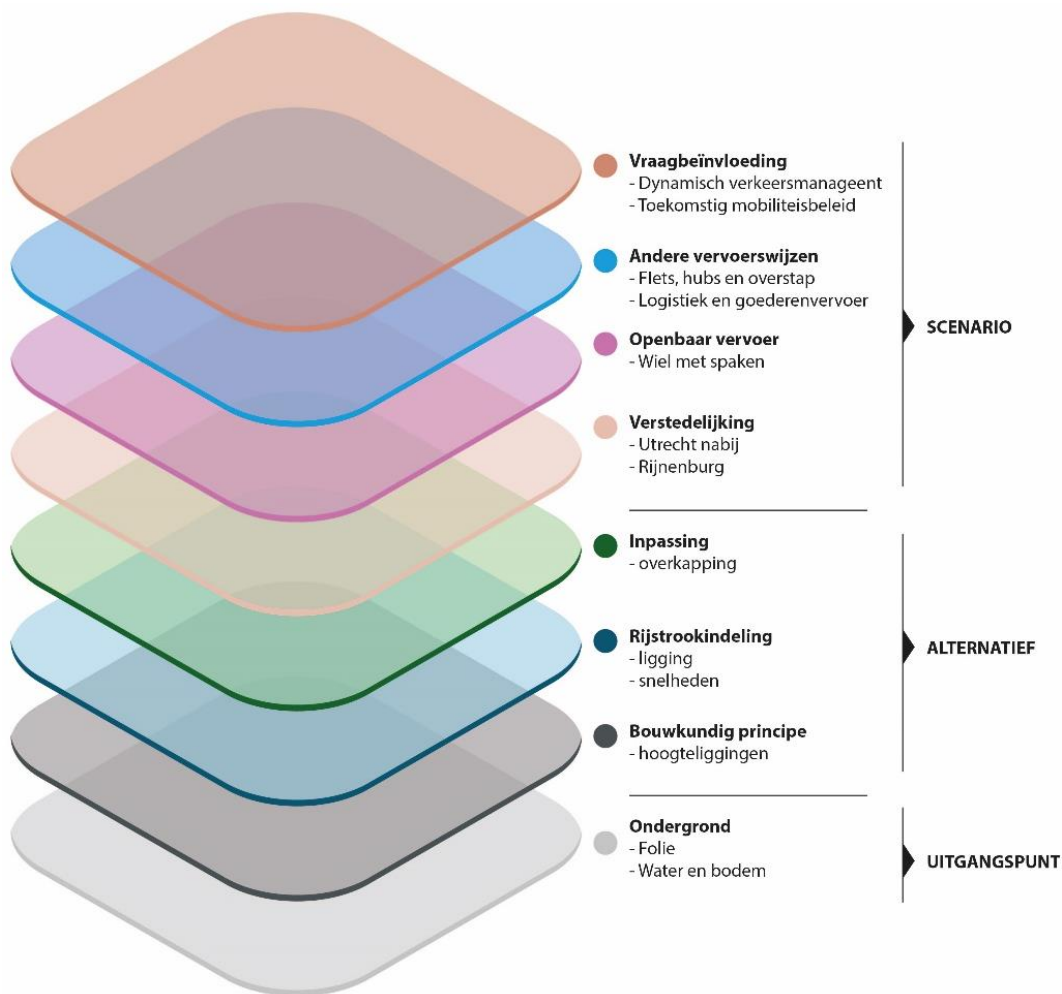 Vraagbeïnvloeding
- Dynamisch verkeersmanageent
- Toekomstig mobiliteisbeleid
Andere vervoerswijzen
- FIets, hubs en overstap
- Logistiek en goederenvervoer
Openbaar vervoer
- Wiel met spaken
Verstedelijking
- Utrecht nabij
- Rijnenburg
SCENARIO
Inpassing
- overkapping
Rijstrookindeling
- ligging
- snelheden
Bouwkundig principe
- hoogteliggingen
ALTERNATIEF
Ondergrond
- Folie
- Water en bodem
UITGANGSPUNT